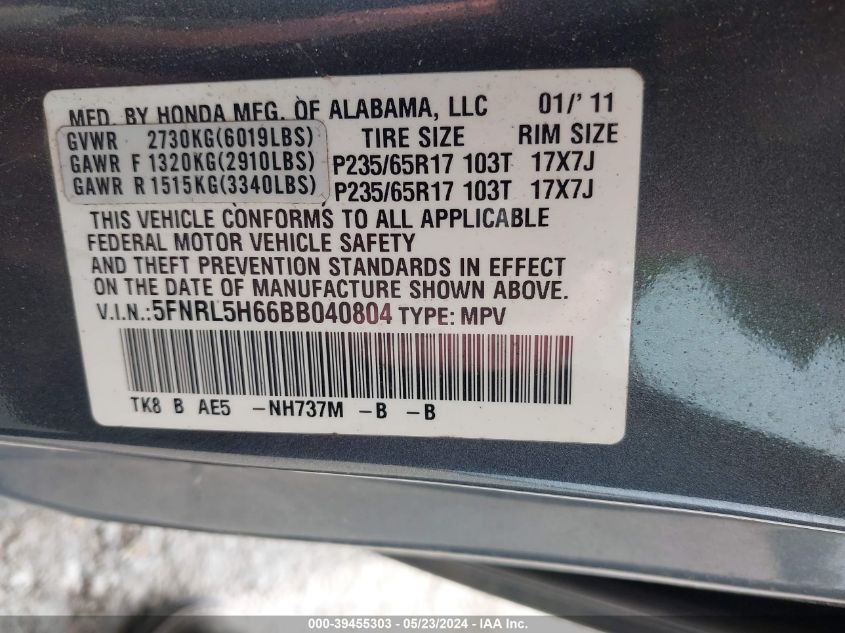 MFD. BY HONDA MFG. OF ALABAMA, LLC 01/'11
GVWR 2730KG(6019LBS) TIRE SIZE RIM SIZE
GAWR F 1320KG(2910LBS) P235/65R17 103T 17X7J
GAWR R 1515KG(3340LBS) P235/65R17 103T 17X7J
THIS VEHICLE CONFORMS TO ALL APPLICABLE
FEDERAL MOTOR VEHICLE SAFETY
AND THEFT PREVENTION STANDARDS IN EFFECT
ON THE DATE OF MANUFACTURE SHOWN ABOVE.
V.I.N.:5FNRL5H66BB040804 TYPE: MPV
TK8 B AE5 -NH737M -B -B
000-39455303 / 05/23/2024 - IAA Inc.